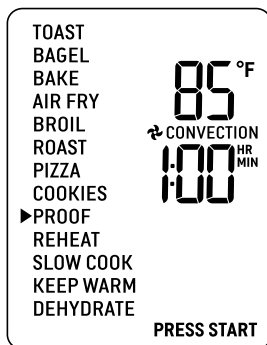 TOAST
BAGEL
BAKE
AIR FRY
BROIL
ROAST
PIZZA
COOKIES
▶PROOF
REHEAT
SLOW COOK
KEEP WARM
DEHYDRATE
85°F
CONVECTION
1:00 HR
MIN
PRESS START